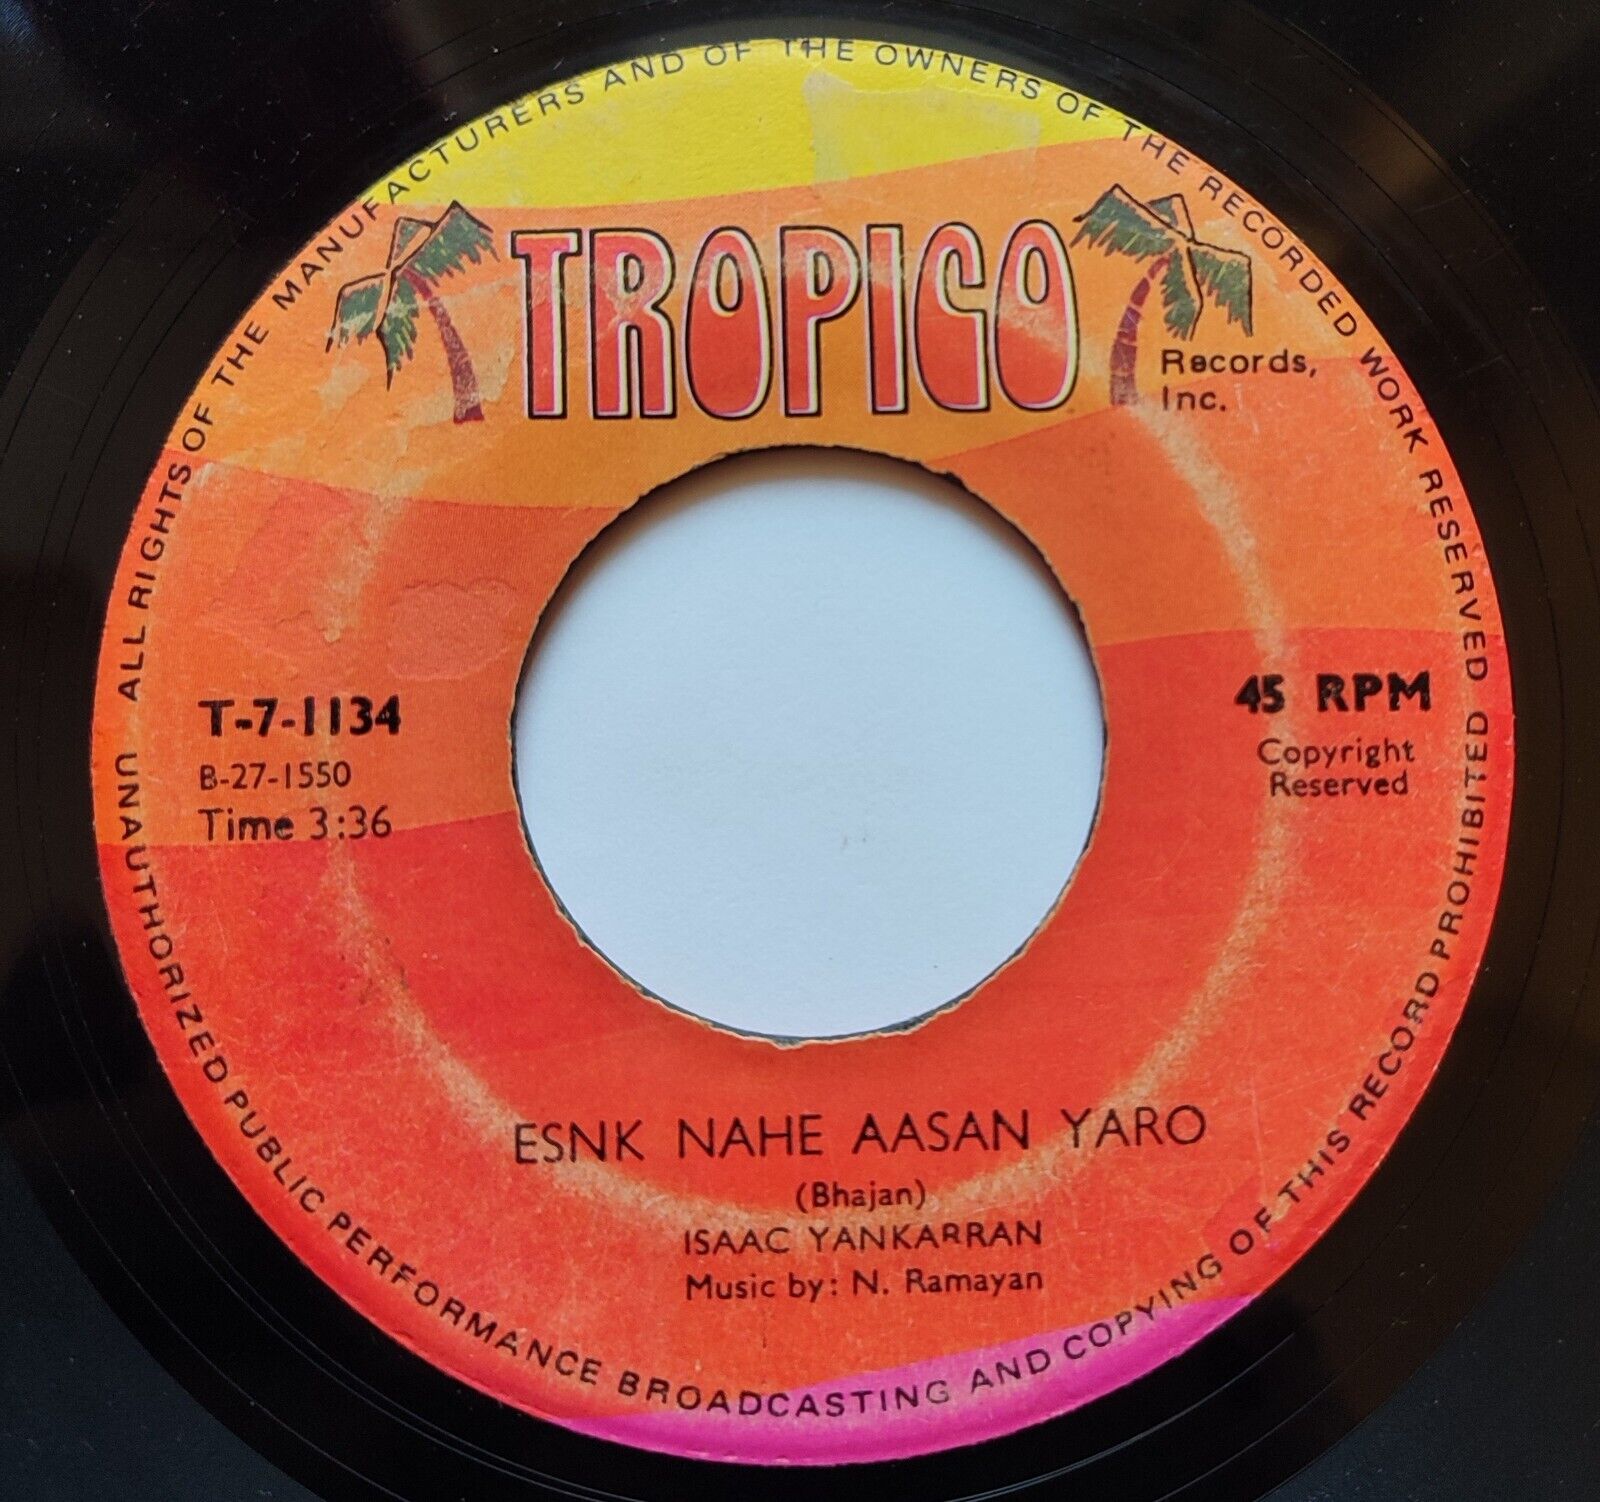 ALL RIGHTS OF THE MANUFACTURERS AND OF THE OWNERS OF THE RECORDED WORK RESERVED
TROPICO
Records,
Inc.
T-7-1134
B-27-1550
Time 3:36
45 RPM
Copyright
Reserved
ESNK NAHE AASAN YARO
(Bhajan)
ISAAC YANKARRAN
Music by: N. Ramayan
UNAUTHORIZED PUBLIC PERFORMANCE BROADCASTING AND COPYING OF THIS RECORD PROHIBITED